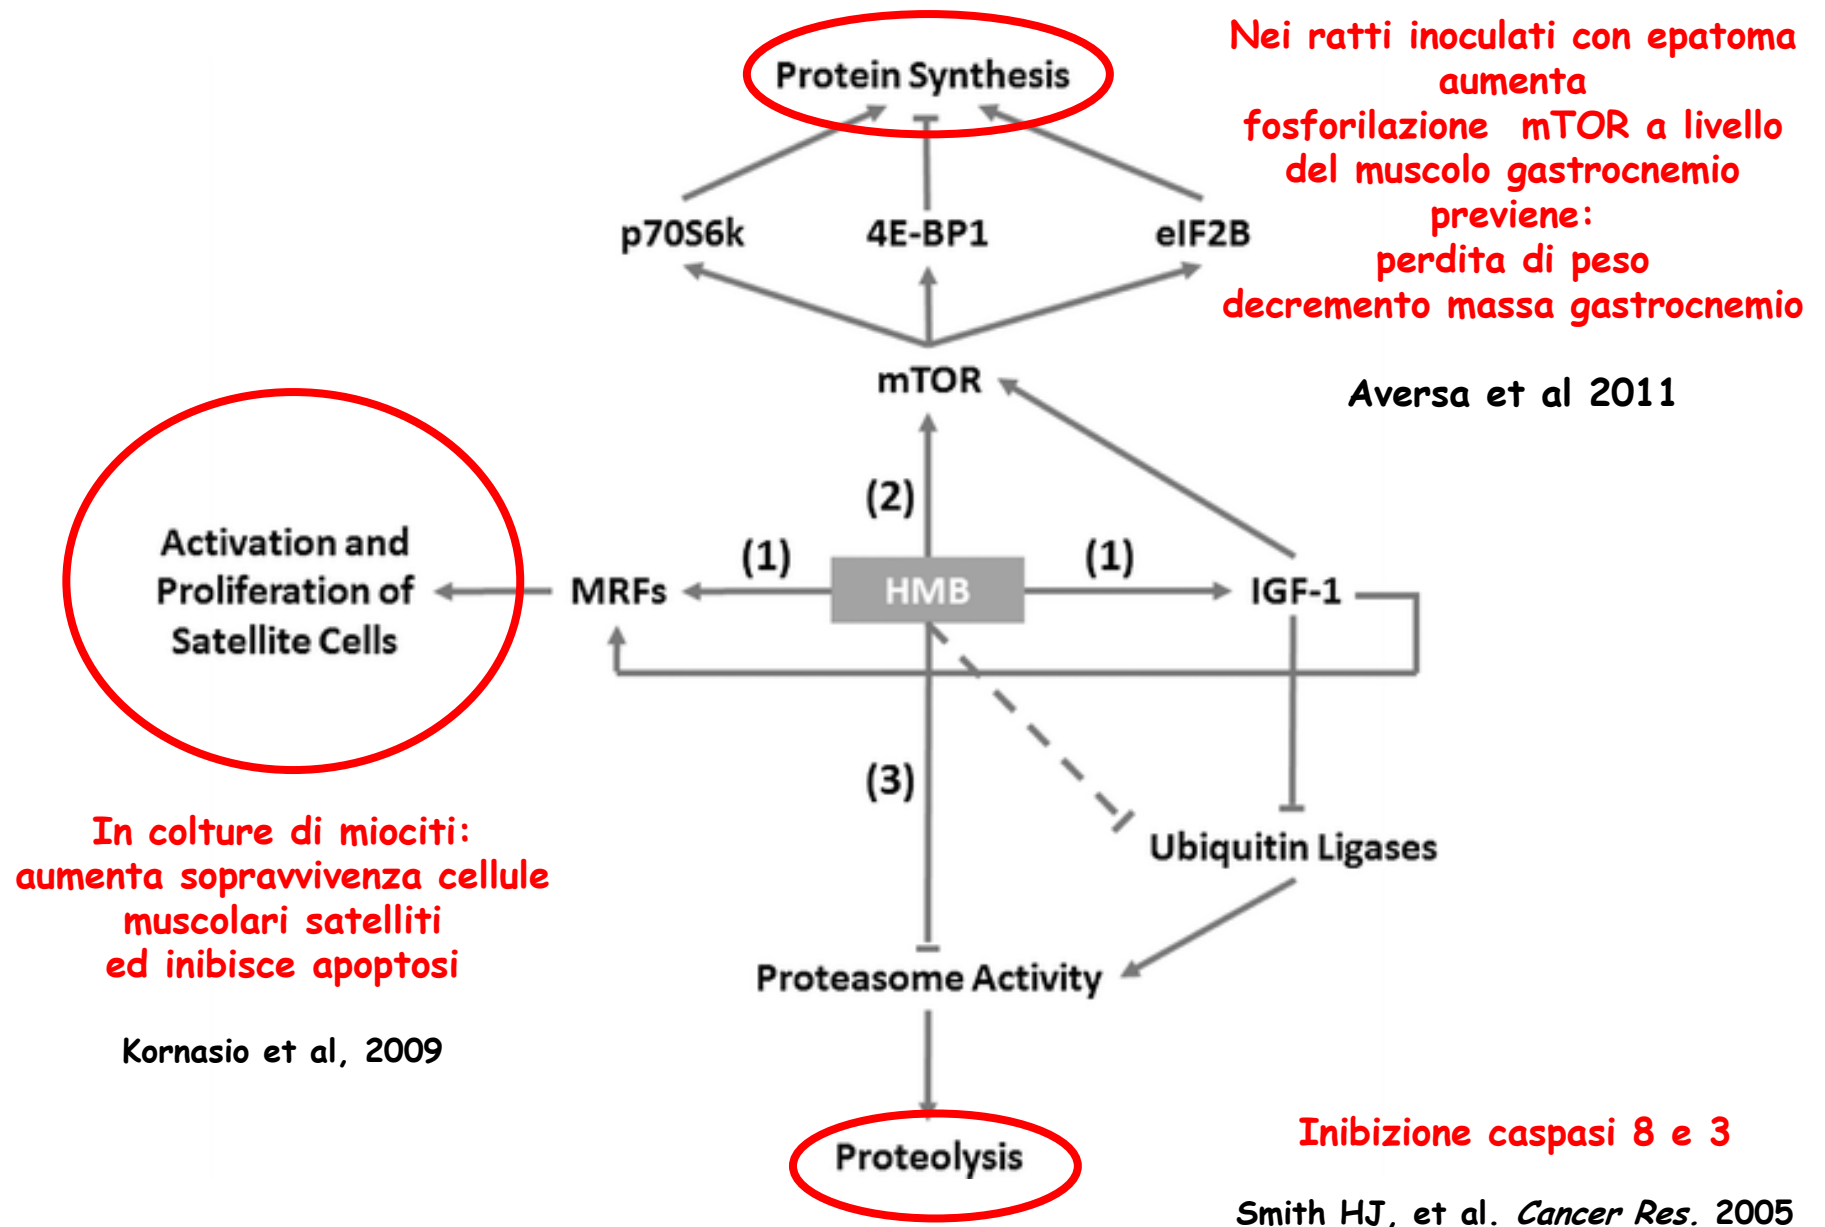 Protein Synthesis
Nei ratti inoculati con epatoma
aumenta
fosforilazione mTOR a livello
del muscolo gastrocnemio
previene:
perdita di peso
decremento massa gastrocnemio
Aversa et al 2011
p70S6k
4E-BP1
eIF2B
mTOR
(2)
Activation and
Proliferation of
Satellite Cells
MRFs
(1)
HMB
(1)
IGF-1
(3)
Ubiquitin Ligases
In colture di miociti:
aumenta sopravvivenza cellule
muscolari satelliti
ed inibisce apoptosi
Kornasio et al, 2009
Proteasome Activity
Proteolysis
Inibizione caspasi 8 e 3
Smith HJ, et al. Cancer Res. 2005